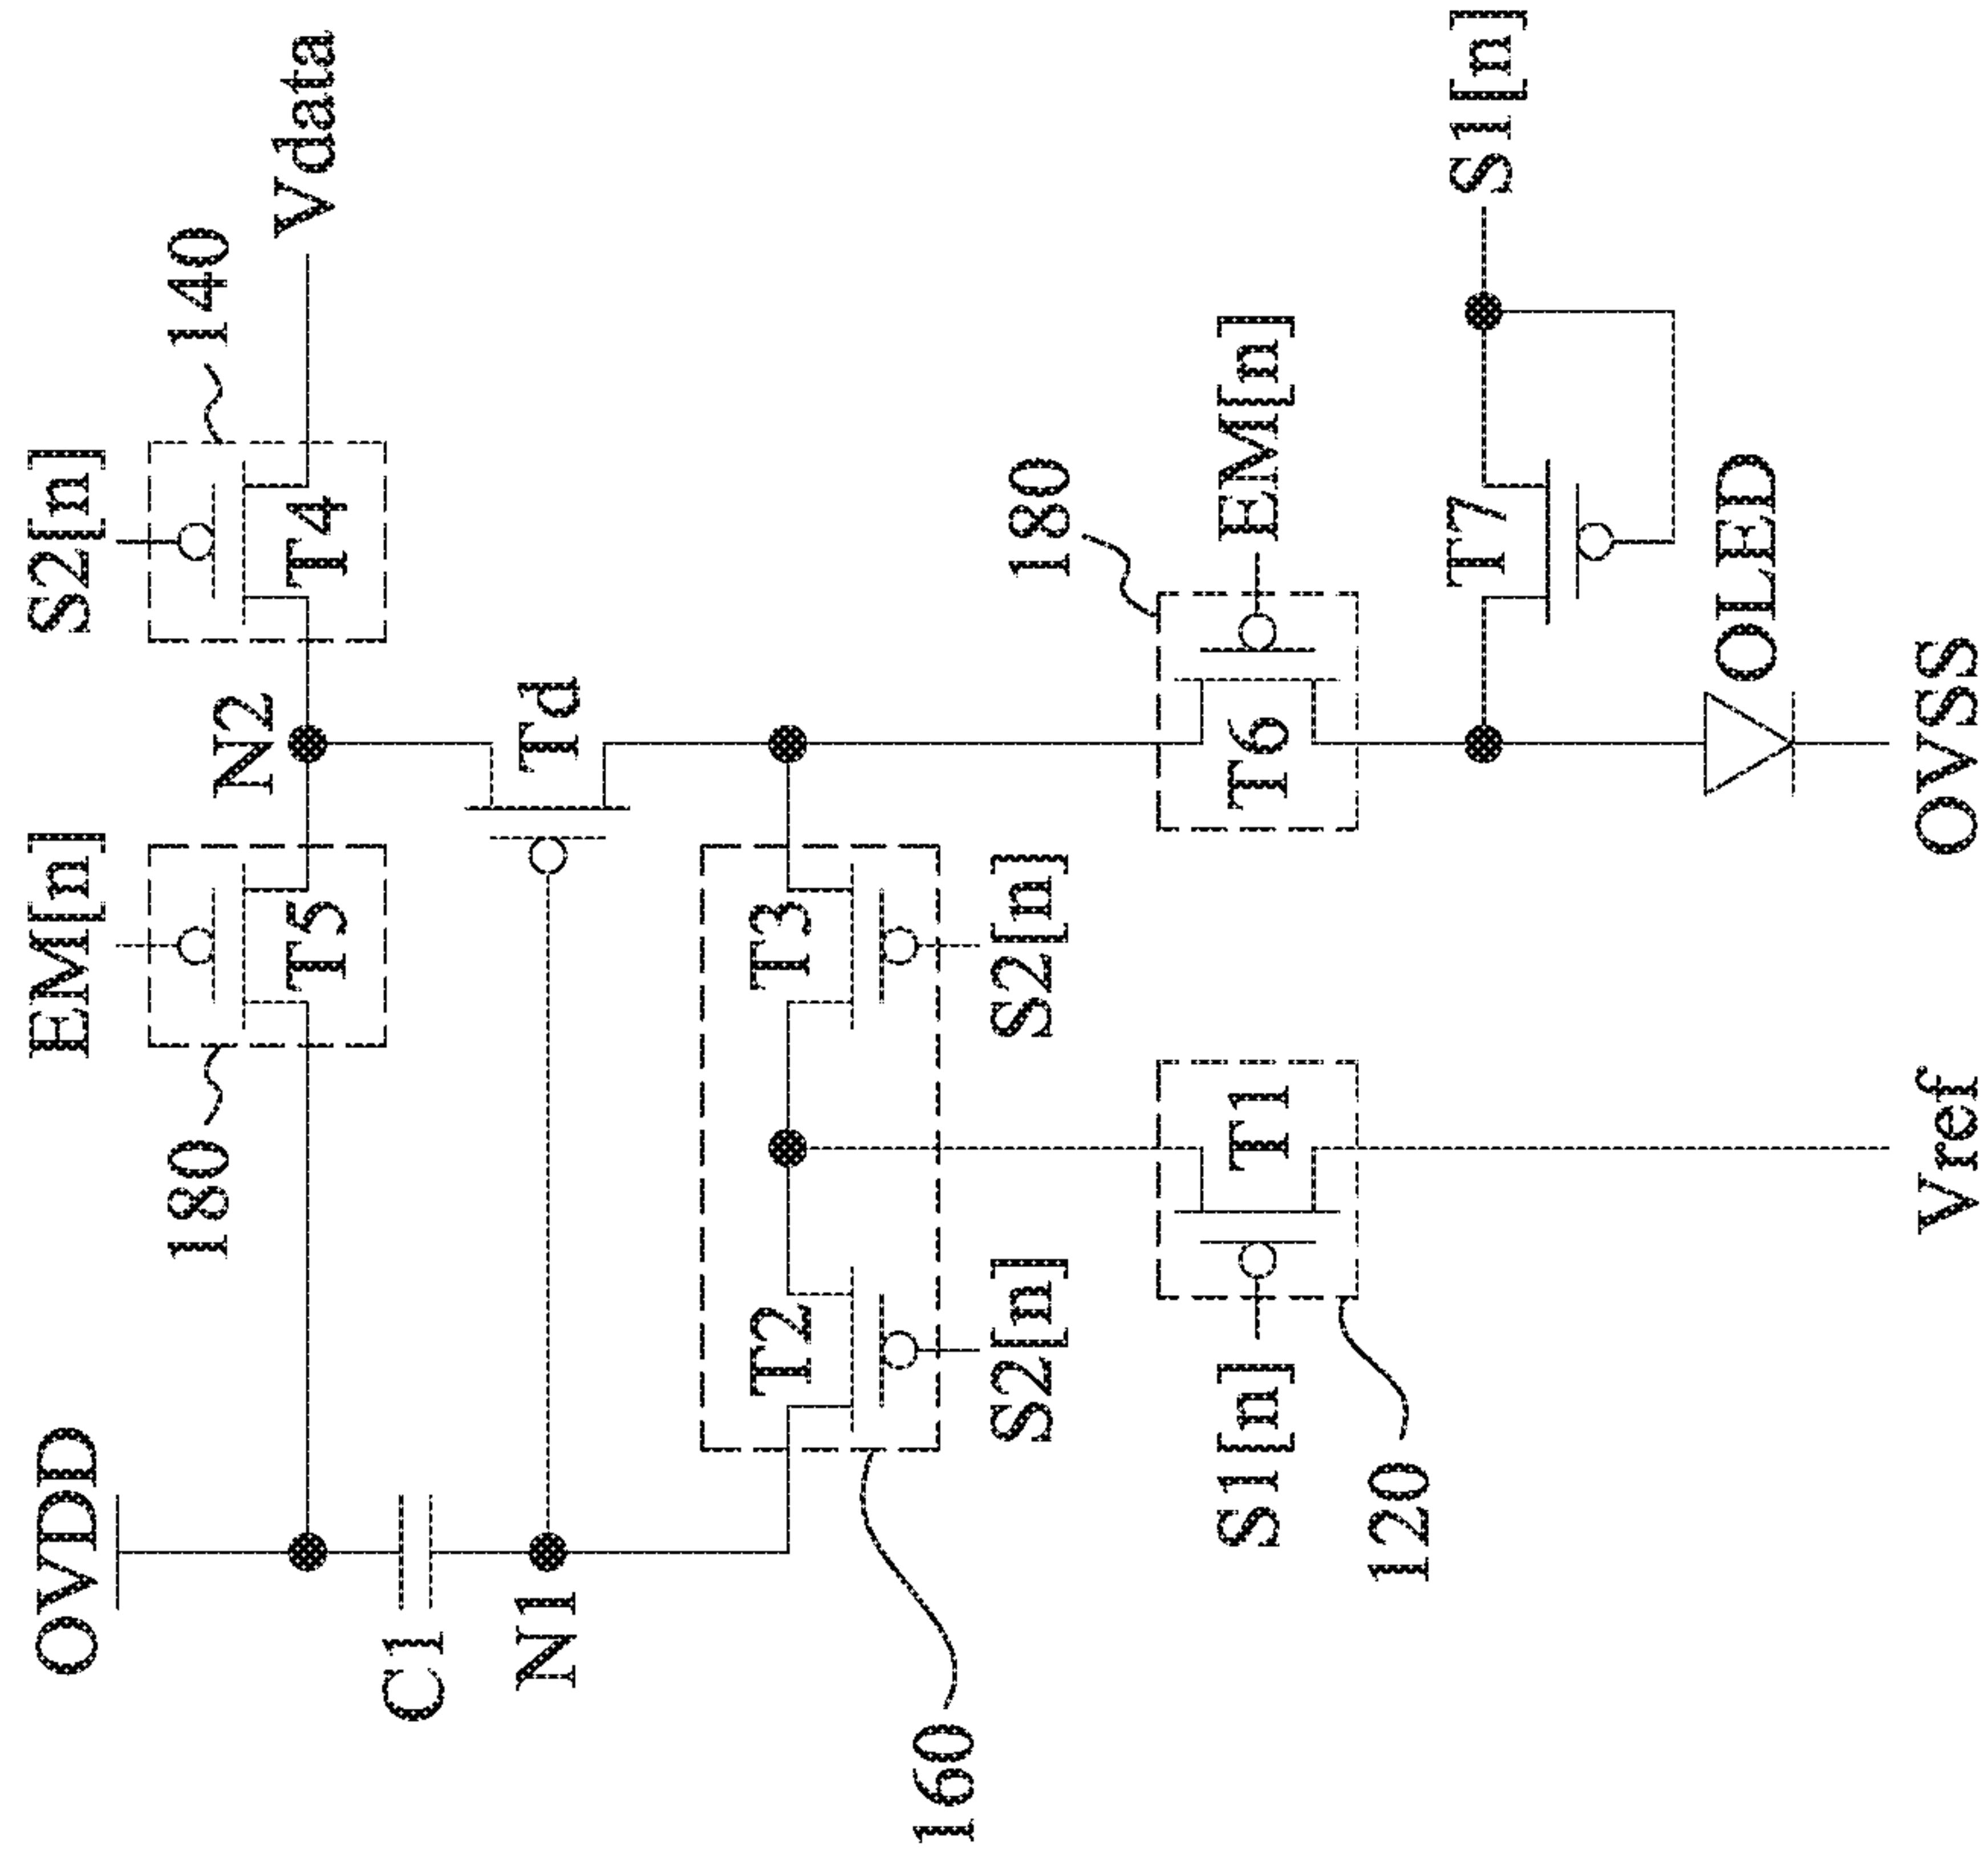 OVDD
C1
N1
160
EM[n]
180
T5
N2
S2[n]
140
T4
Vdata
Td
T2
T3
S2[n]
S2[n]
S1[n]
120
T1
Vref
180
T6
EM[n]
T7
S1[n]
OLED
OVSS